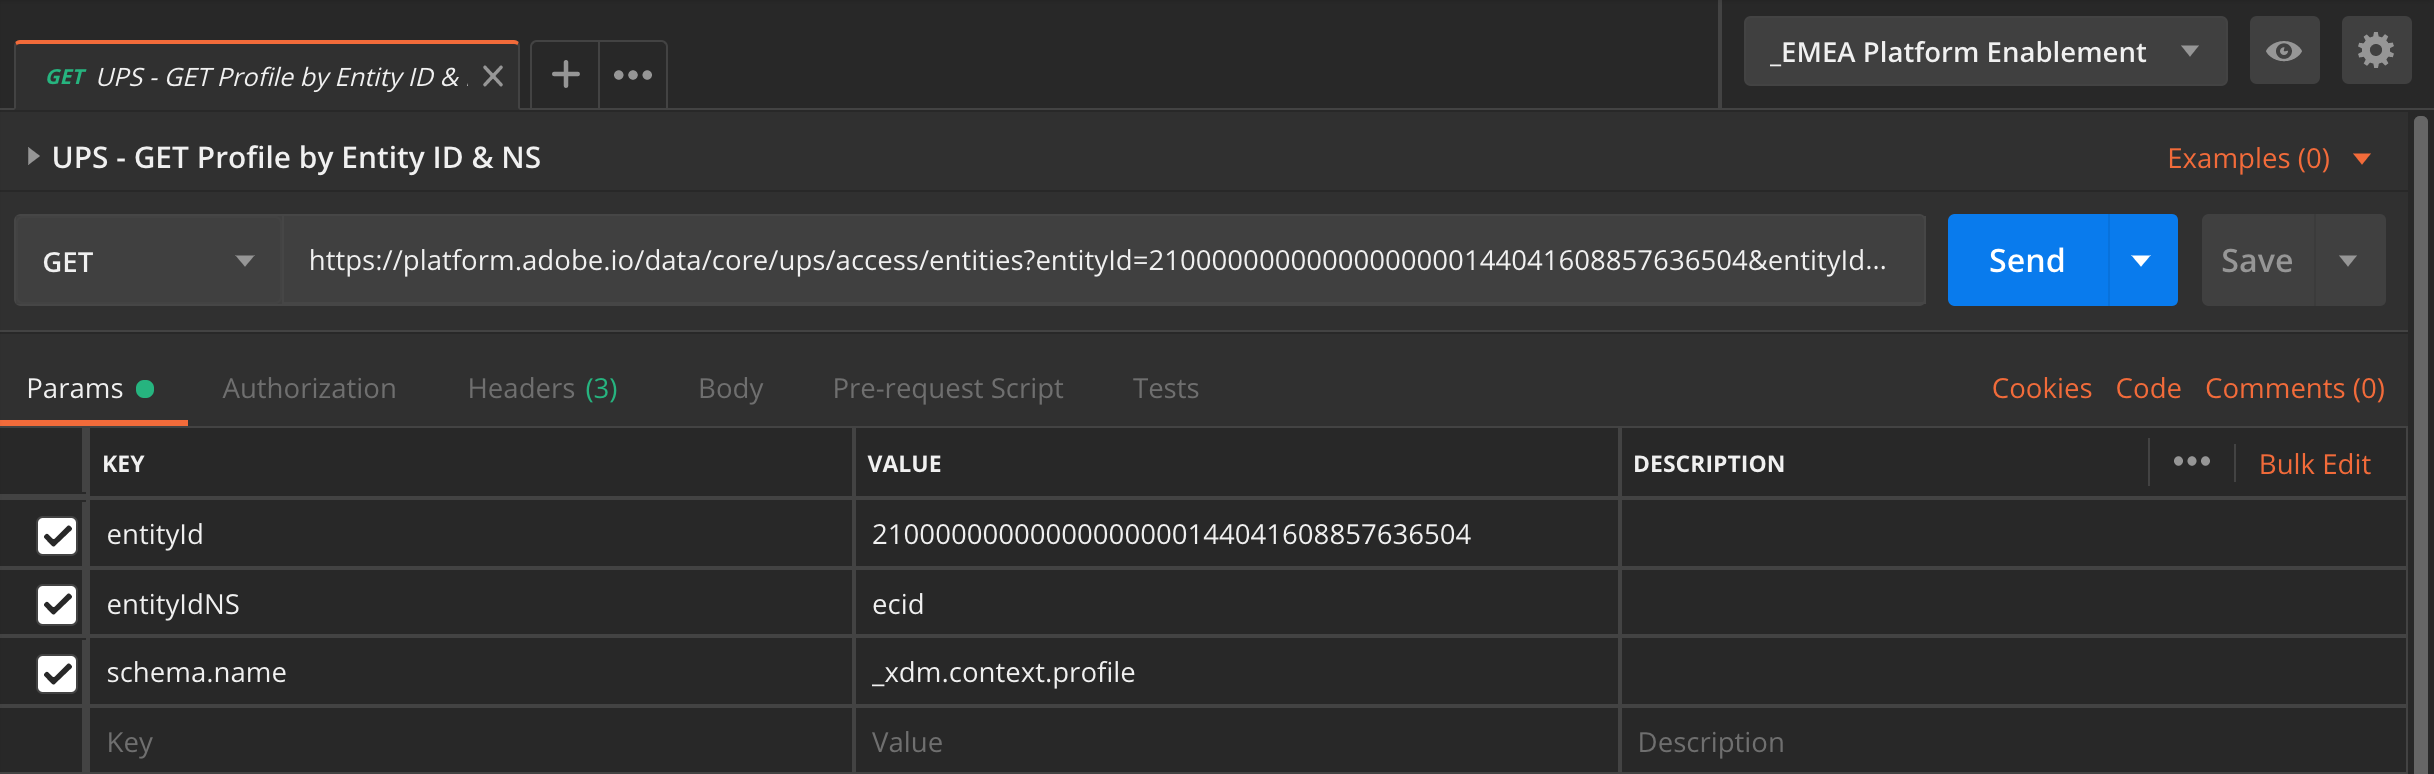 GET UPS - GET Profile by Entity ID & .
_EMEA Platform Enablement
UPS - GET Profile by Entity ID & NS
Examples (0)
GET
https://platform.adobe.io/data/core/ups/access/entities?entityId=21000000000000000000144041608857636504&entityId...
Send
Save
Params
Authorization
Headers (3)
Body
Pre-request Script
Tests
Cookies
Code
Comments (0)
KEY
VALUE
DESCRIPTION
Bulk Edit
entityId
21000000000000000000144041608857636504
entityIdNS
ecid
schema.name
_xdm.context.profile
Key
Value
Description